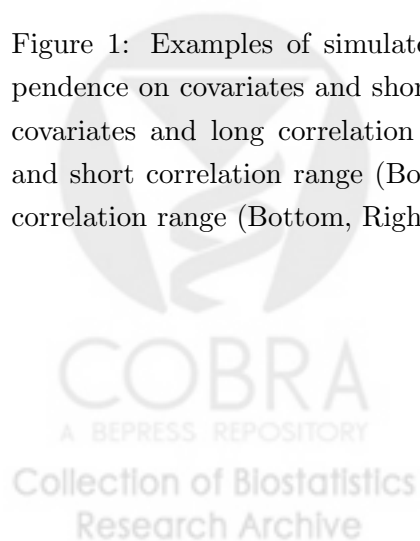 Figure 1: Examples of simulate
pendence on covariates and shor
covariates and long correlation
and short correlation range (Bo
correlation range (Bottom, Righ
COBRA
A BEPRESS REPOSITORY
Collection of Biostatistics
Research Archive